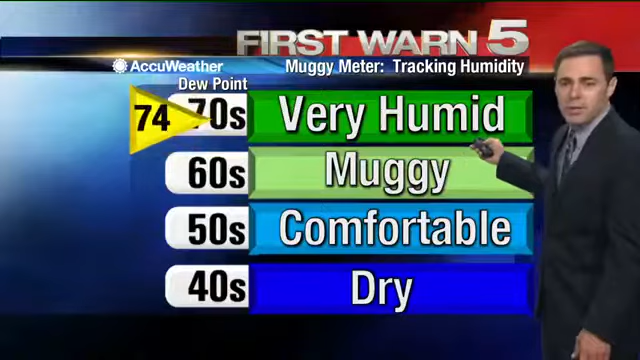 FIRST WARN 5
AccuWeather
Muggy Meter: Tracking Humidity
Dew Point
74
70s
Very Humid
60s
Muggy
50s
Comfortable
40s
Dry